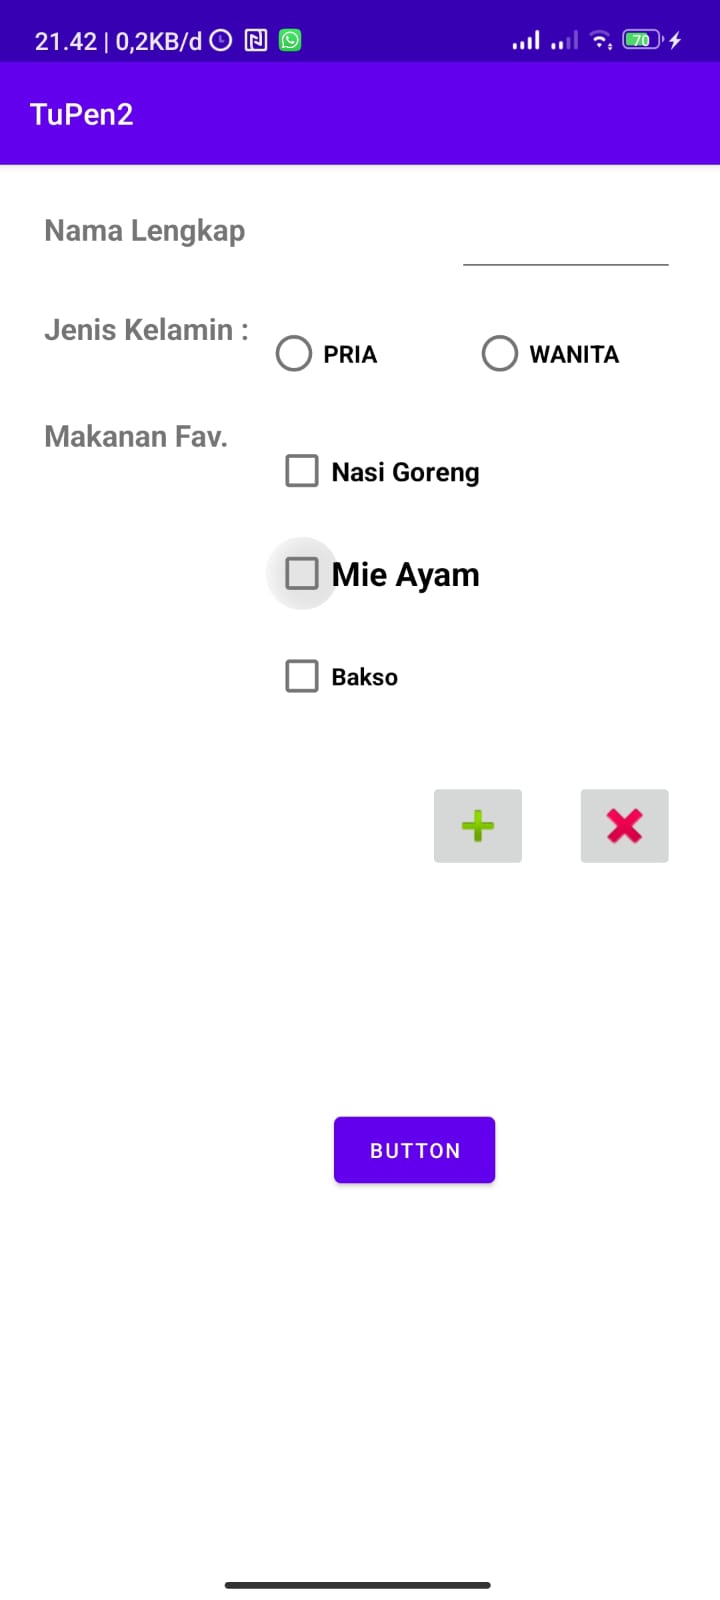 21.42 | 0,2KB/d 70
TuPen2
Nama Lengkap
Jenis Kelamin :
PRIA WANITA
Makanan Fav.
Nasi Goreng
Mie Ayam
Bakso
BUTTON